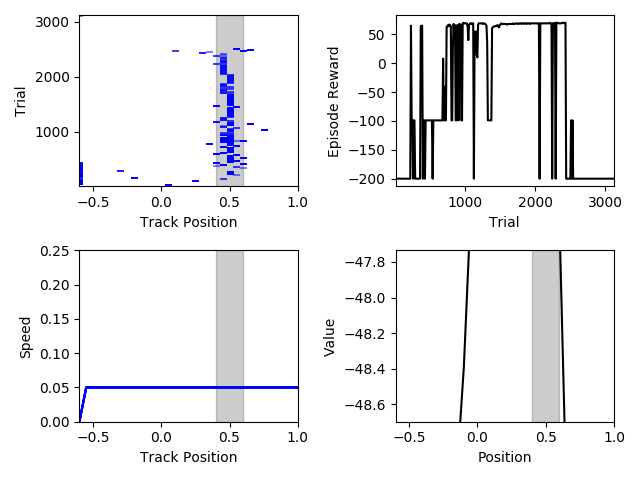 3000
2000
1000
Trial
−0.5 0.0 0.5 1.0
Track Position
50
0
−50
−100
−150
−200
Episode Reward
1000 2000 3000
Trial
0.25
0.20
0.15
0.10
0.05
0.00
Speed
−0.5 0.0 0.5 1.0
Track Position
−47.8
−48.0
−48.2
−48.4
−48.6
Value
−0.5 0.0 0.5 1.0
Position